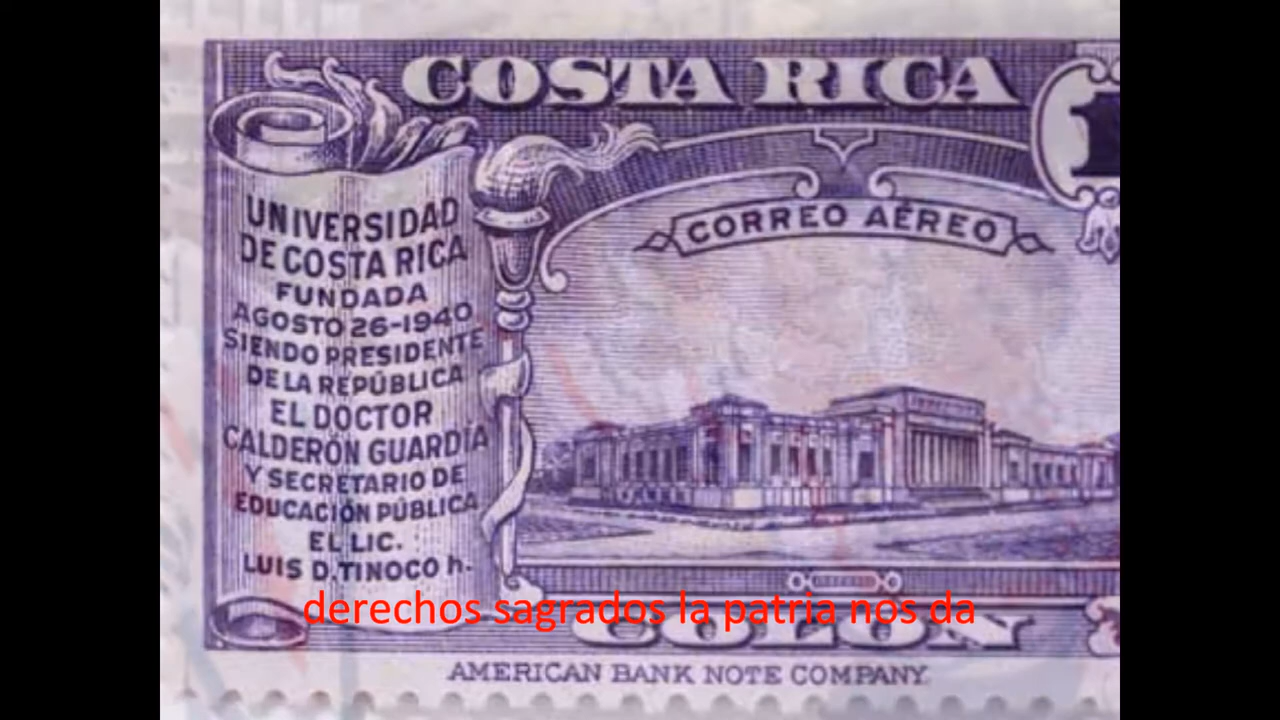 COSTA RICA
CORREO AÉREO
UNIVERSIDAD
DE COSTA RICA
FUNDADA
AGOSTO 26-1940
SIENDO PRESIDENTE
DE LA REPÚBLICA
EL DOCTOR
CALDERÓN GUARDIA
Y SECRETARIO DE
EDUCACIÓN PÚBLICA
EL LIC.
LUIS D. TINOCO h.
derechos sagrados la patria nos da
COLON
AMERICAN BANK NOTE COMPANY.